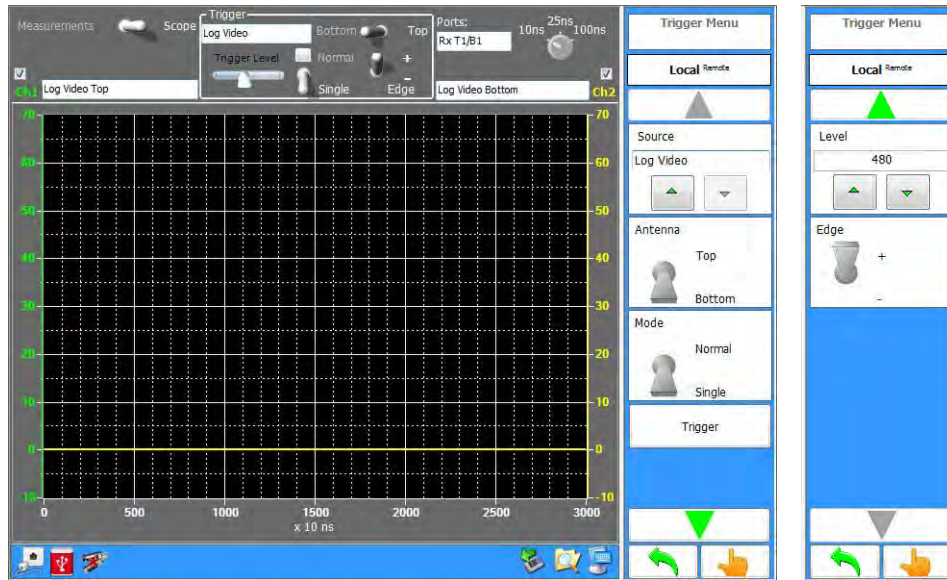 Measurements
Scope
Trigger
Log Video
Bottom
Top
Trigger Level
Normal
+
-
Single
Edge
Ports:
Rx T1/B1
10ns
25ns
100ns
Ch1
Log Video Top
Log Video Bottom
Ch2
70
60
50
40
30
20
10
0
-10
70
60
50
40
30
20
10
0
-10
0 500 1000 1500 2000 2500 3000
x 10 ns
Trigger Menu
Local Remote
Source
Log Video
Antenna
Top
Bottom
Mode
Normal
Single
Trigger
Trigger Menu
Local Remote
Level
480
Edge
+
-